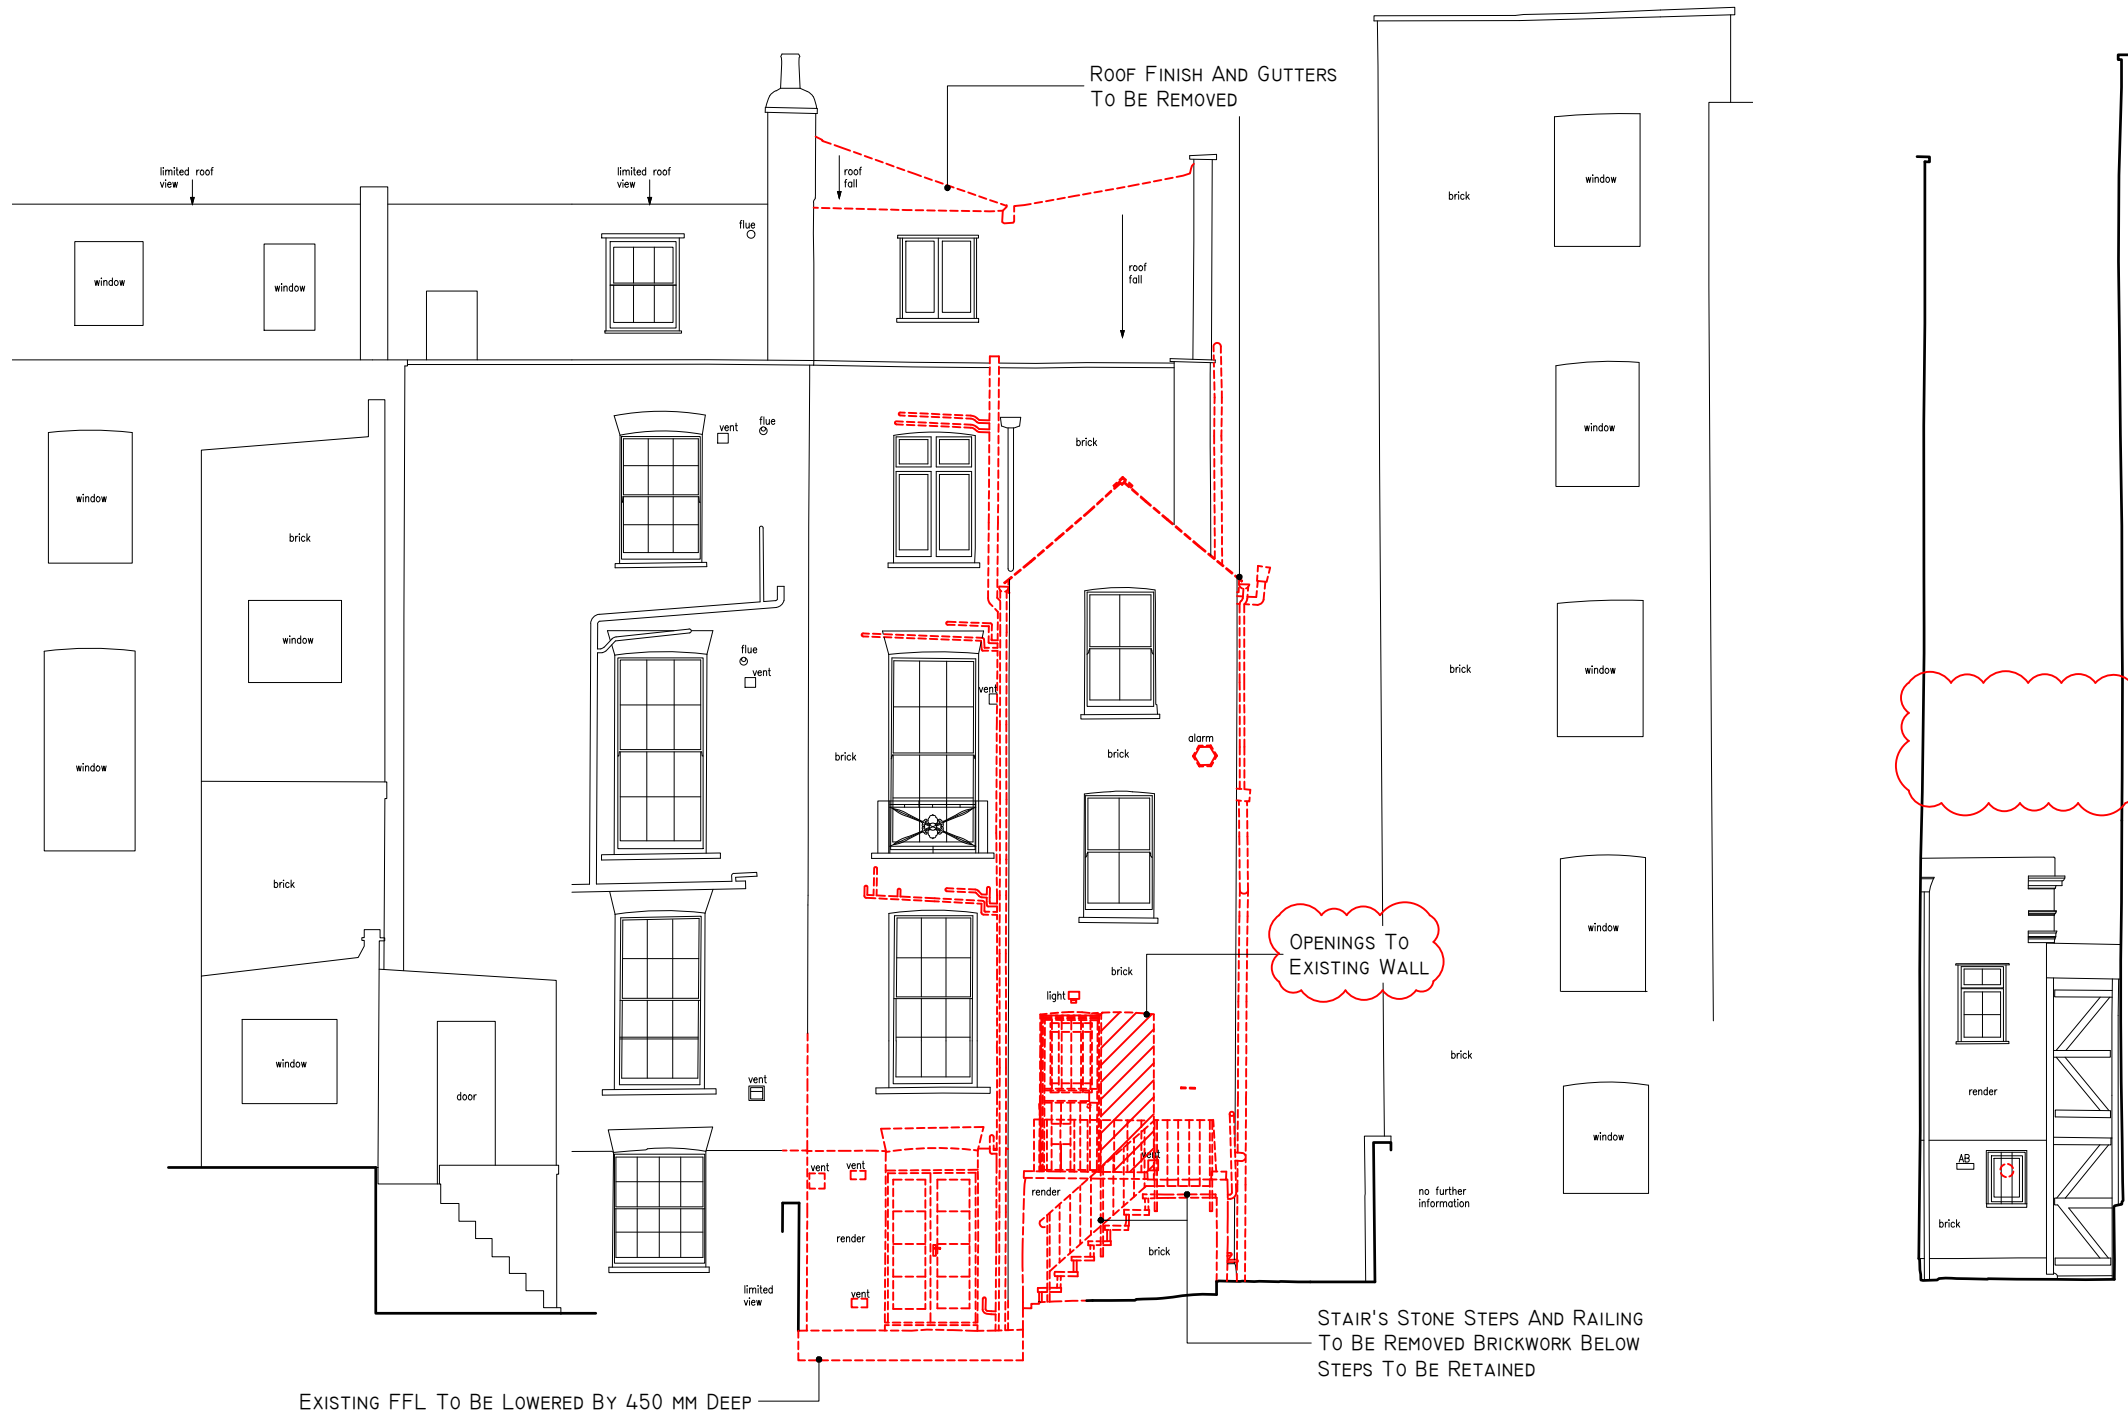 ROOF FINISH AND GUTTERS
TO BE REMOVED
limited roof
view
limited roof
view
roof
fall
flue
window
window
roof
fall
brick
window
window
vent
flue
brick
window
brick
window
window
brick
window
flue
vent
vent
brick
alarm
brick
brick
window
window
brick
OPENINGS TO
EXISTING WALL
brick
light
window
brick
window
door
vent
vent
vent
vent
render
render
brick
vent
limited
view
window
no further
information
render
AB
brick
STAIR'S STONE STEPS AND RAILING
TO BE REMOVED BRICKWORK BELOW
STEPS TO BE RETAINED
EXISTING FFL TO BE LOWERED BY 450 MM DEEP